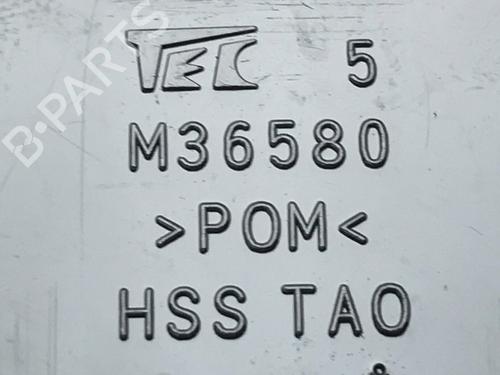 TEC 5
M36580
>POM<
HSS TAO
B-PARTS